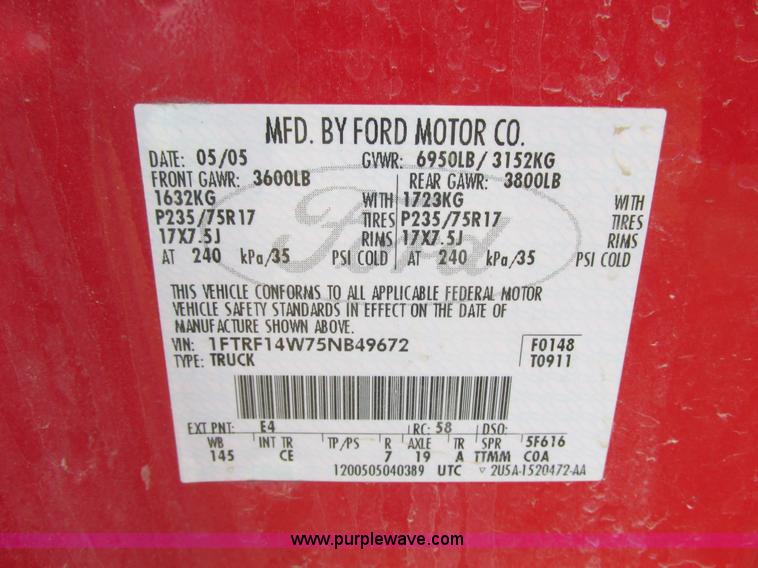 MFD. BY FORD MOTOR CO.
DATE: 05/05 GVWR: 6950LB/ 3152KG
FRONT GAWR: 3600LB REAR GAWR: 3800LB
1632KG WITH 1723KG WITH
P235/75R17 TIRES P235/75R17 TIRES
17X7.5J RIMS 17X7.5J RIMS
AT 240 kPa/35 PSI COLD AT 240 kPa/35 PSI COLD
Ford
THIS VEHICLE CONFORMS TO ALL APPLICABLE FEDERAL MOTOR
VEHICLE SAFETY STANDARDS IN EFFECT ON THE DATE OF
MANUFACTURE SHOWN ABOVE.
VIN: 1FTRF14W75NB49672 F0148
TYPE: TRUCK T0911
EXT PNT: E4 RC: 58 DSO:
WB INT TR TP/PS R AXLE TR SPR 5F616
145 CE 7 19 A TTMM COA
1200505040389 UTC ▽ 2U5A-1520472-AA
www.purplewave.com